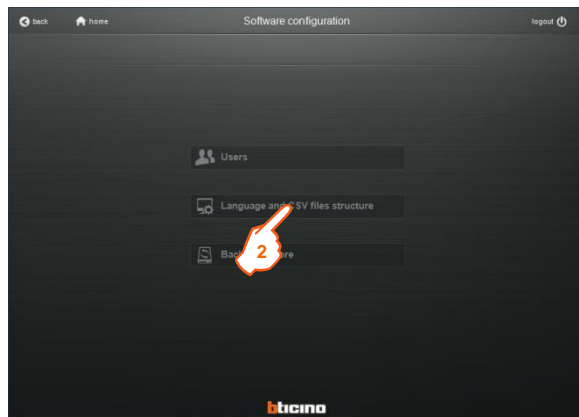 back home Software configuration logout
Users
Language and CSV files structure
2
bticino